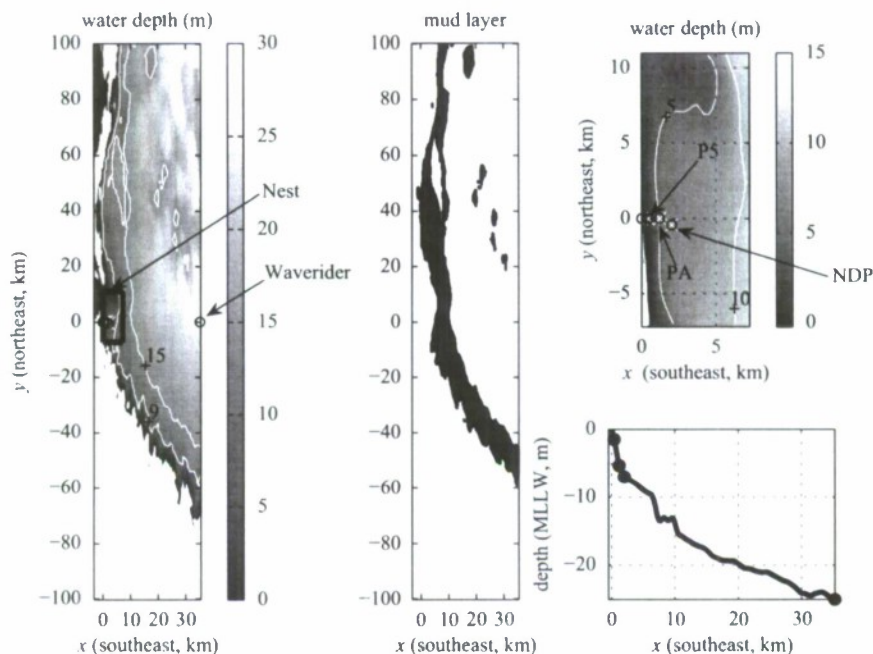 water depth (m)
100
80
60
40
20
0
−20
−40
−60
−80
−100
y (northeast, km)
0 10 20 30
x (southeast, km)
15
9
30
25
20
15
10
5
0
Nest
Waverider
mud layer
100
80
60
40
20
0
−20
−40
−60
−80
−100
0 10 20 30
x (southeast, km)
water depth (m)
10
5
0
−5
y (northeast, km)
0 5
x (southeast, km)
5
P5
PA
10
NDP
15
10
5
0
depth (MLLW, m)
0
−10
−20
0 10 20 30
x (southeast, km)